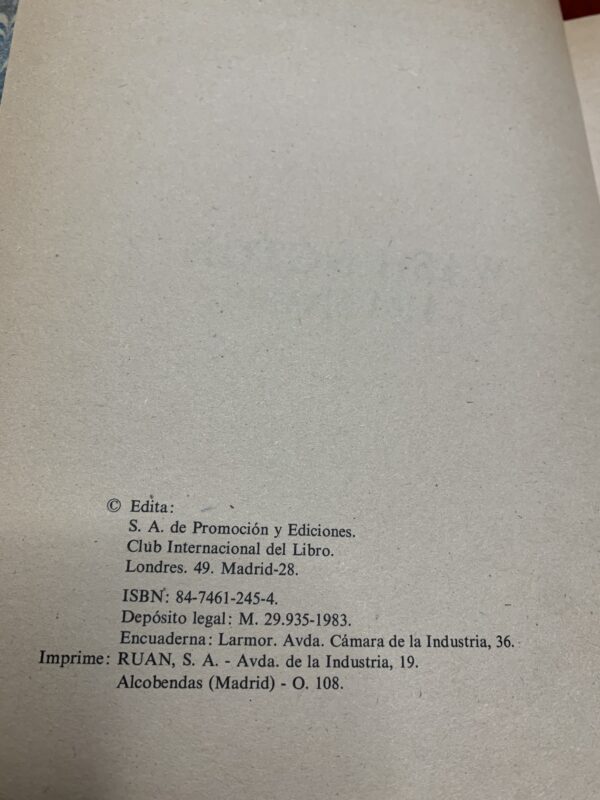 © Edita:
S. A. de Promoción y Ediciones.
Club Internacional del Libro.
Londres. 49. Madrid-28.
ISBN: 84-7461-245-4.
Depósito legal: M. 29.935-1983.
Encuaderna: Larmor. Avda. Cámara de la Industria, 36.
Imprime: RUAN, S. A. - Avda. de la Industria, 19.
Alcobendas (Madrid) - O. 108.